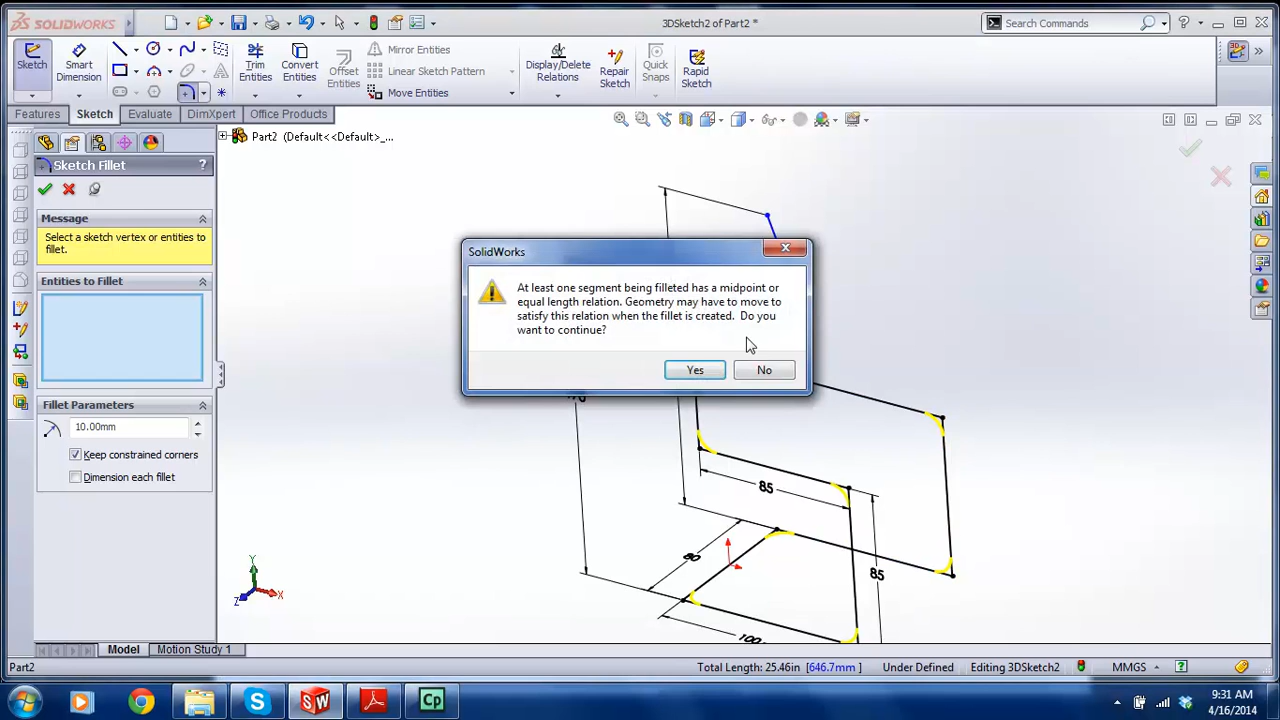 SOLIDWORKS
3DSketch2 of Part2 *
Search Commands
?
Sketch
Smart
Dimension
Trim
Entities
Convert
Entities
Offset
Entities
Mirror Entities
Linear Sketch Pattern
Move Entities
Display/Delete
Relations
Repair
Sketch
Quick
Snaps
Rapid
Sketch
Features
Sketch
Evaluate
DimXpert
Office Products
Part2 (Default<<Default>_...
Sketch Fillet
?
Message
Select a sketch vertex or entities to
fillet.
Entities to Fillet
Fillet Parameters
10.00mm
Keep constrained corners
Dimension each fillet
SolidWorks
At least one segment being filleted has a midpoint or
equal length relation. Geometry may have to move to
satisfy this relation when the fillet is created. Do you
want to continue?
Yes
No
85
80
85
100
Y
Z
X
Model
Motion Study 1
Part2
Total Length: 25.46in [646.7mm]
Under Defined
Editing 3DSketch2
MMGS
?
SW
Cp
9:31 AM
4/16/2014